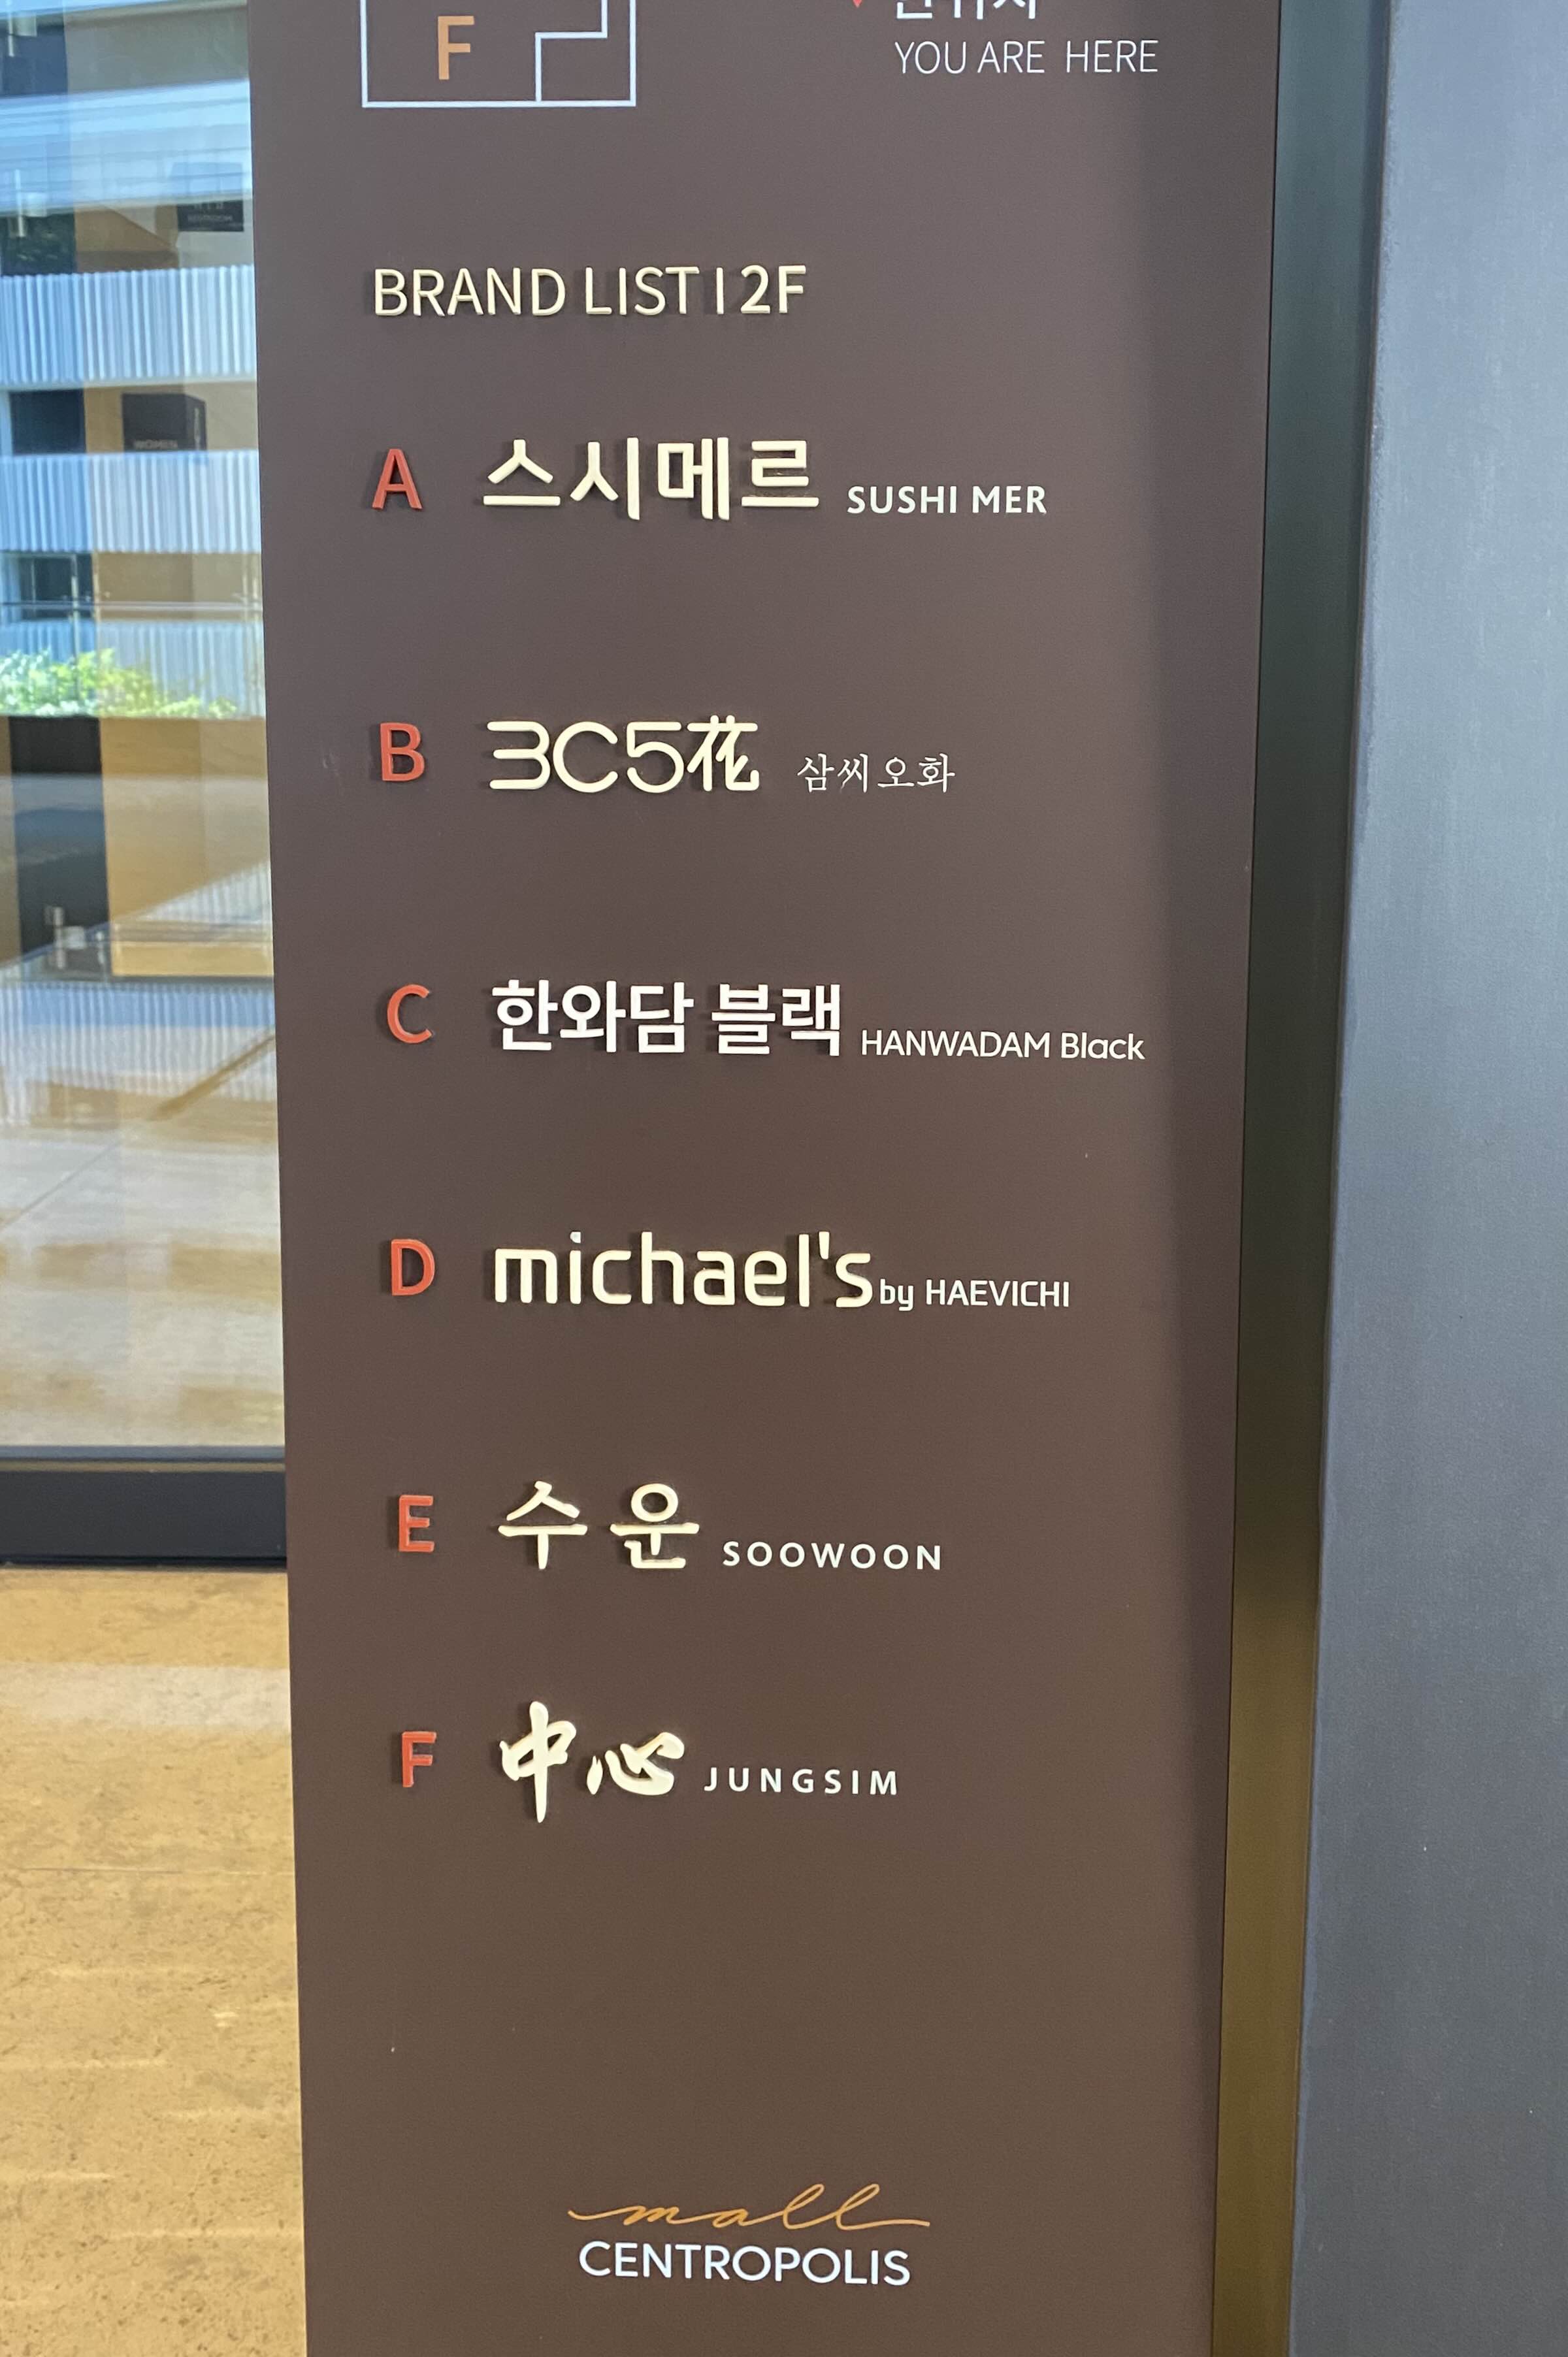 F
YOU ARE HERE
BRAND LIST | 2F
A 스시메르 SUSHI MER
B 3C5花 삼씨오화
C 한와담 블랙 HANWADAM Black
D michael's by HAEVICHI
E 수운 SOOWOON
F 中心 JUNGSIM
mall
CENTROPOLIS